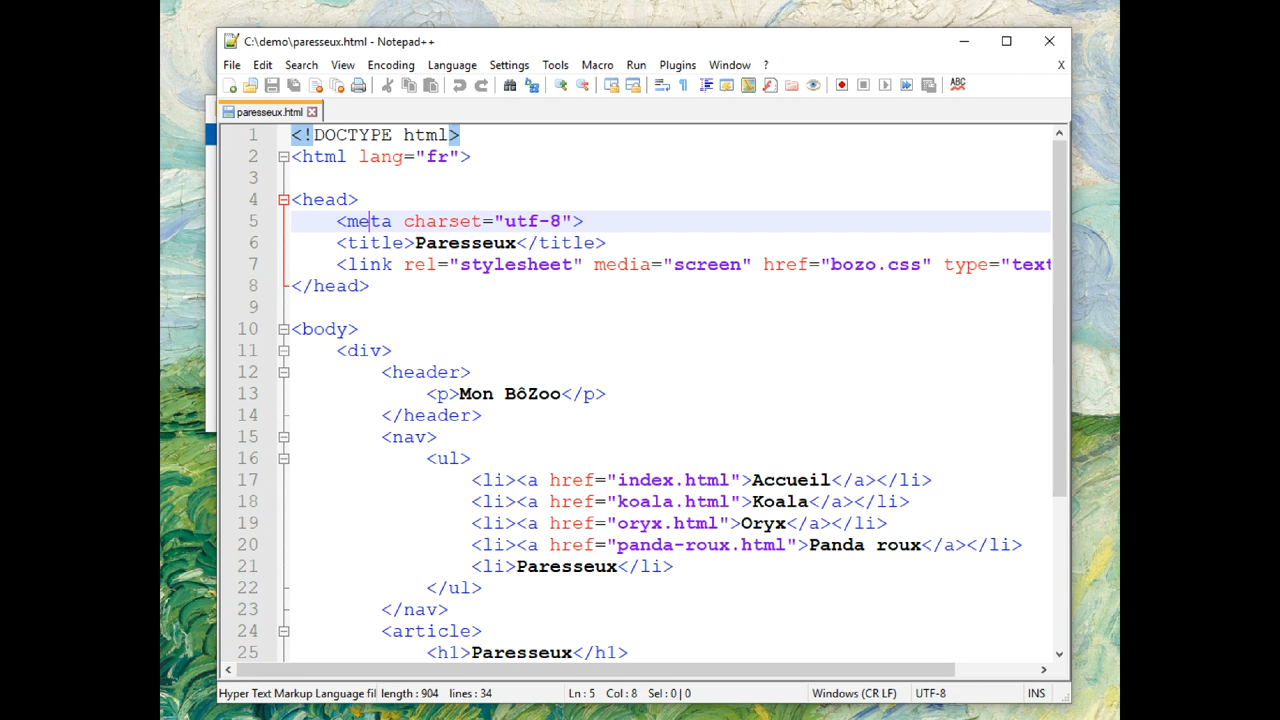 C:\demo\paresseux.html - Notepad++
File Edit Search View Encoding Language Settings Tools Macro Run Plugins Window ? X
ABC
paresseux.html
1 <!DOCTYPE html>
2 <html lang="fr">
3
4 <head>
5 <meta charset="utf-8">
6 <title>Paresseux</title>
7 <link rel="stylesheet" media="screen" href="bozo.css" type="text
8 </head>
9
10 <body>
11 <div>
12 <header>
13 <p>Mon BôZoo</p>
14 </header>
15 <nav>
16 <ul>
17 <li><a href="index.html">Accueil</a></li>
18 <li><a href="koala.html">Koala</a></li>
19 <li><a href="oryx.html">Oryx</a></li>
20 <li><a href="panda-roux.html">Panda roux</a></li>
21 <li>Paresseux</li>
22 </ul>
23 </nav>
24 <article>
25 <h1>Paresseux</h1>
Hyper Text Markup Language fil length : 904 lines : 34 Ln : 5 Col : 8 Sel : 0 | 0 Windows (CR LF) UTF-8 INS